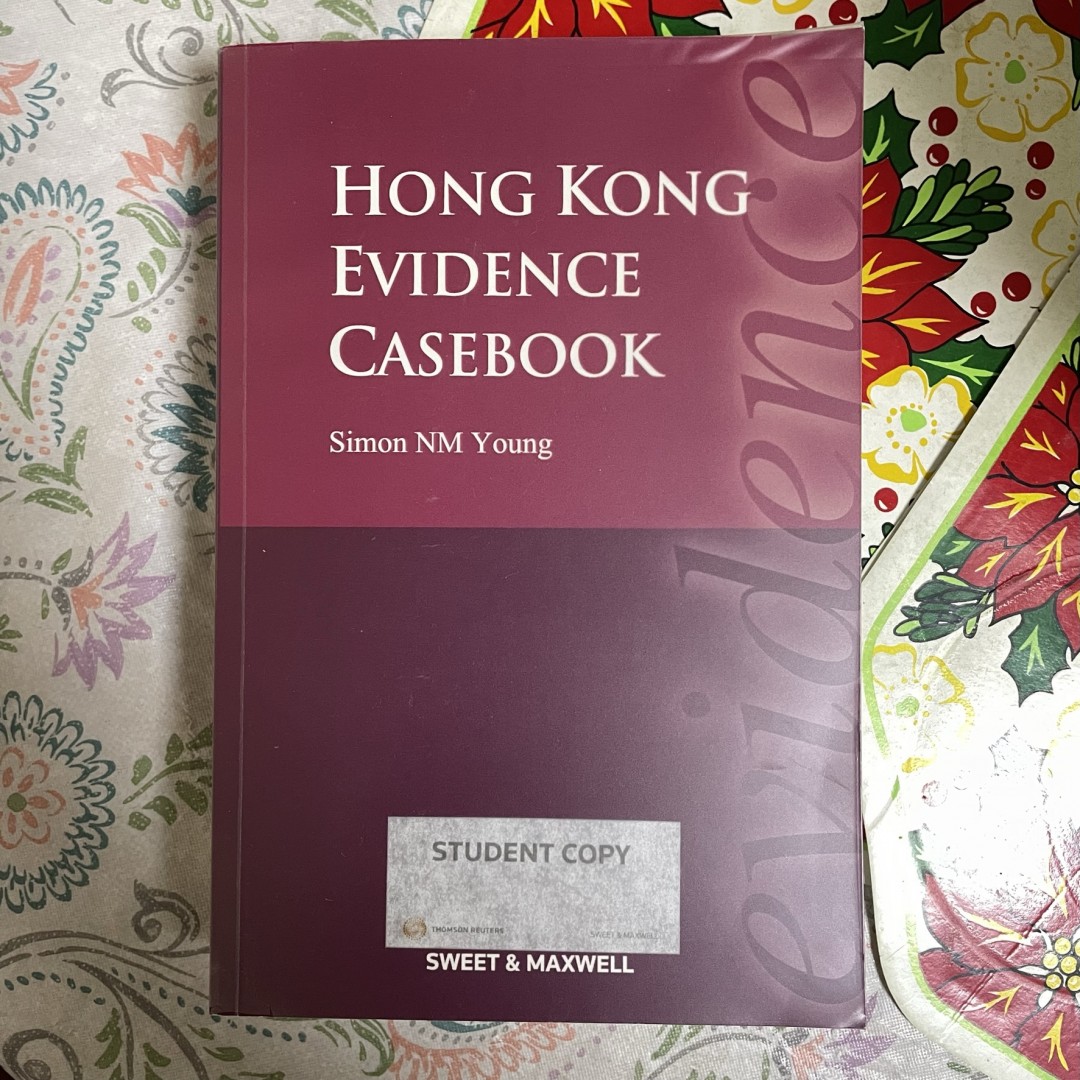 HONG KONG
EVIDENCE
CASEBOOK
Simon NM Young
evidence
STUDENT COPY
THOMSON REUTERS
SWEET & MAXWELL
SWEET & MAXWELL